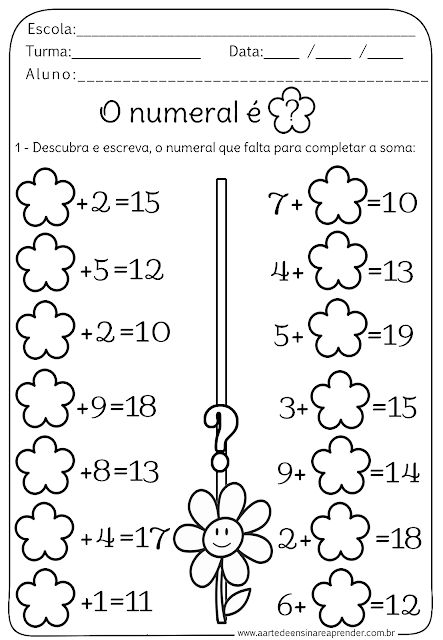 Escola:
Turma: Data: / /
Aluno:
O numeral é ?
1 - Descubra e escreva, o numeral que falta para completar a soma:
+2=15
7+ =10
+5=12
4+ =13
+2=10
5+ =19
+9=18
3+ =15
?
+8=13
9+ =14
+4=17
2+ =18
+1=11
6+ =12
www.aartedeensinareaprender.com.br